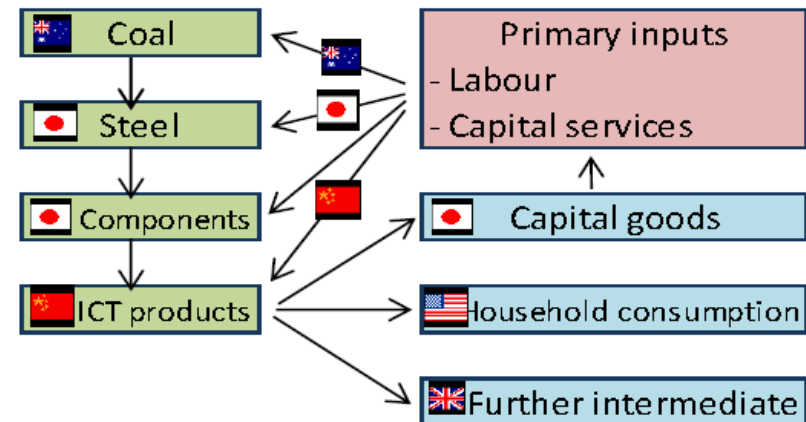 Coal
Steel
Components
ICT products
Primary inputs
- Labour
- Capital services
Capital goods
Household consumption
Further intermediate